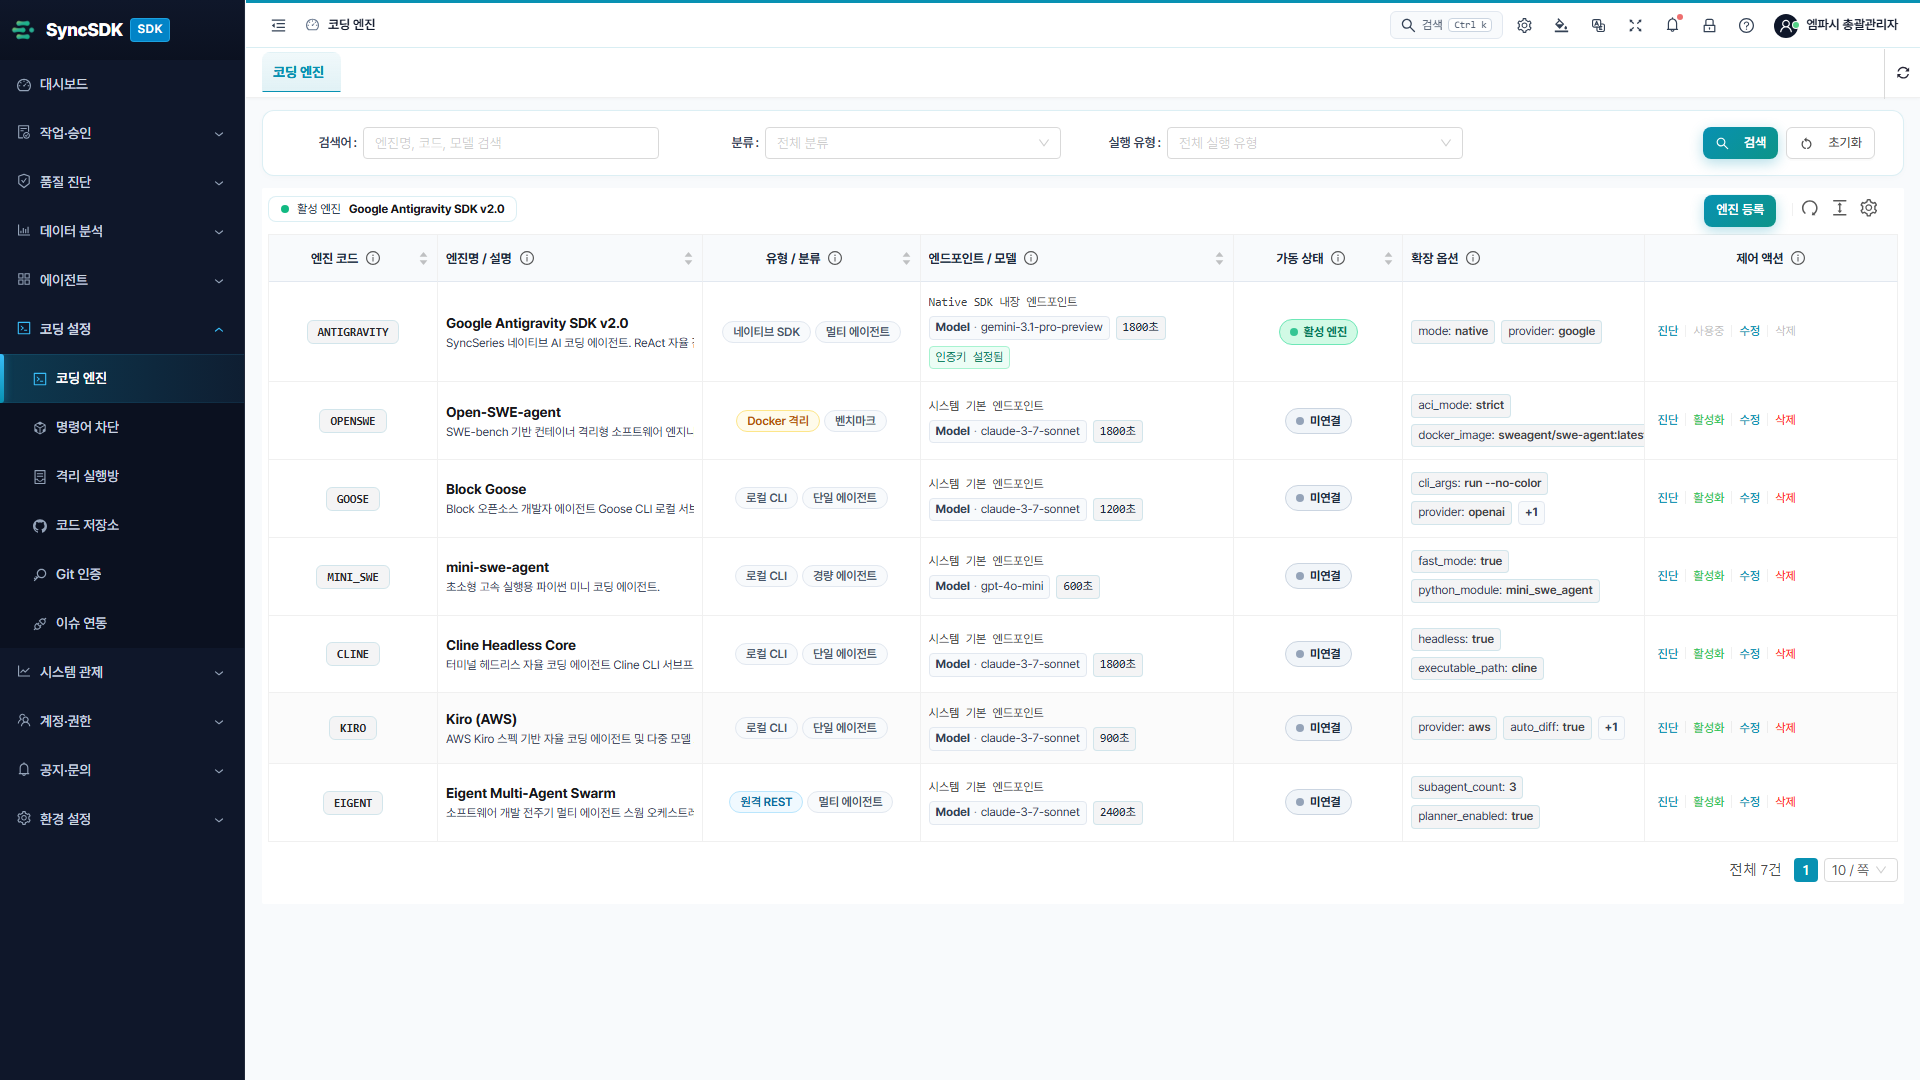 SyncSDK SDK
대시보드
작업·승인
품질 진단
데이터 분석
에이전트
코딩 설정
코딩 엔진
명령어 차단
격리 실행방
코드 저장소
Git 인증
이슈 연동
시스템 관제
계정·권한
공지·문의
환경 설정
코딩 엔진
검색 Ctrl k
엠파시 총괄관리자
코딩 엔진
검색어: 엔진명, 코드, 모델 검색 분류: 전체 분류 실행 유형: 전체 실행 유형 검색 초기화
활성 엔진 Google Antigravity SDK v2.0 엔진 등록
엔진 코드 엔진명 / 설명 유형 / 분류 엔드포인트 / 모델 가동 상태 확장 옵션 제어 액션
ANTIGRAVITY
Google Antigravity SDK v2.0
SyncSeries 네이티브 AI 코딩 에이전트. ReAct 자율
네이티브 SDK 멀티 에이전트
Native SDK 내장 엔드포인트
Model · gemini-3.1-pro-preview 1800초
인증키 설정됨
활성 엔진
mode: native provider: google
진단 사용중 수정 삭제
OPENSWE
Open-SWE-agent
SWE-bench 기반 컨테이너 격리형 소프트웨어 엔지니
Docker 격리 벤치마크
시스템 기본 엔드포인트
Model · claude-3-7-sonnet 1800초
미연결
aci_mode: strict
docker_image: sweagent/swe-agent:latest
진단 활성화 수정 삭제
GOOSE
Block Goose
Block 오픈소스 개발자 에이전트 Goose CLI 로컬 서브
로컬 CLI 단일 에이전트
시스템 기본 엔드포인트
Model · claude-3-7-sonnet 1200초
미연결
cli_args: run --no-color
provider: openai +1
진단 활성화 수정 삭제
MINI_SWE
mini-swe-agent
초소형 고속 실행용 파이썬 미니 코딩 에이전트.
로컬 CLI 경량 에이전트
시스템 기본 엔드포인트
Model · gpt-4o-mini 600초
미연결
fast_mode: true
python_module: mini_swe_agent
진단 활성화 수정 삭제
CLINE
Cline Headless Core
터미널 헤드리스 자율 코딩 에이전트 Cline CLI 서브프
로컬 CLI 단일 에이전트
시스템 기본 엔드포인트
Model · claude-3-7-sonnet 1800초
미연결
headless: true
executable_path: cline
진단 활성화 수정 삭제
KIRO
Kiro (AWS)
AWS Kiro 스펙 기반 자율 코딩 에이전트 및 다중 모델
로컬 CLI 단일 에이전트
시스템 기본 엔드포인트
Model · claude-3-7-sonnet 900초
미연결
provider: aws auto_diff: true +1
진단 활성화 수정 삭제
EIGENT
Eigent Multi-Agent Swarm
소프트웨어 개발 전주기 멀티 에이전트 스웜 오케스트레
원격 REST 멀티 에이전트
시스템 기본 엔드포인트
Model · claude-3-7-sonnet 2400초
미연결
subagent_count: 3
planner_enabled: true
진단 활성화 수정 삭제
전체 7건 1 10 / 쪽